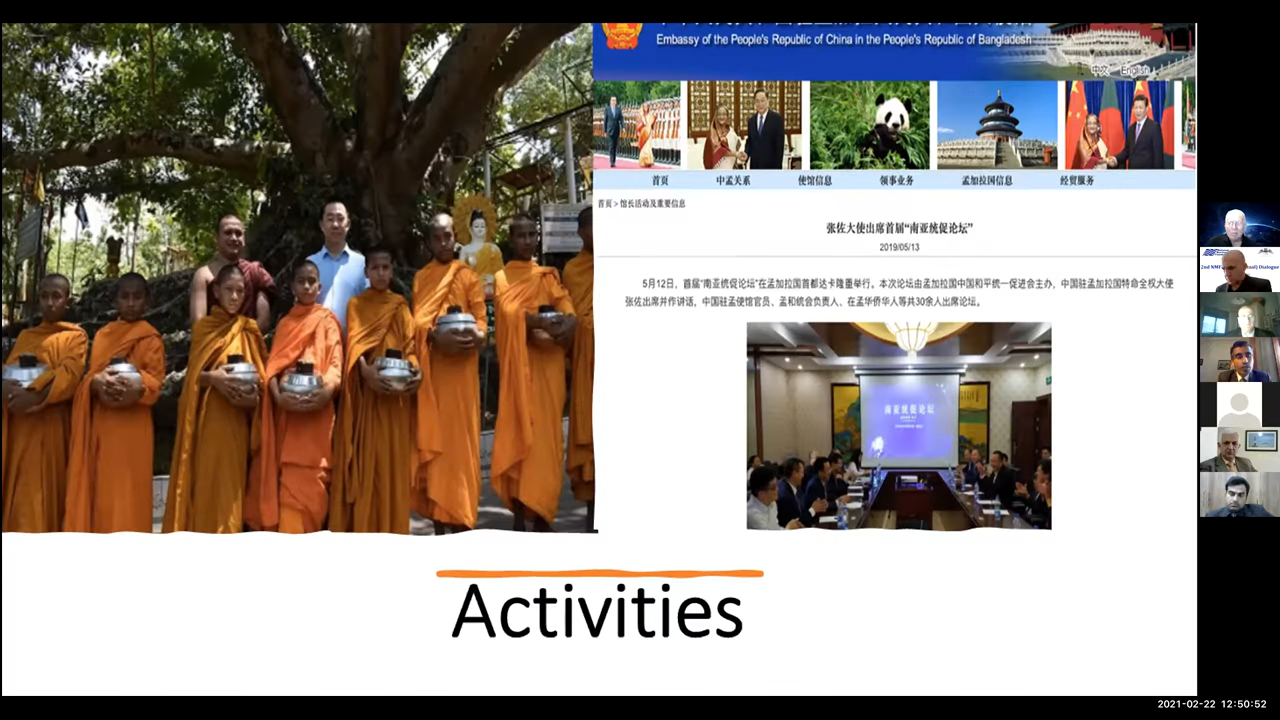 Embassy of the People's Republic of China in the People's Republic of Bangladesh
中文 English
首页 中孟关系 使馆信息 领事业务 孟加拉国信息 经贸服务
首页 > 馆长活动及重要信息
张佐大使出席首届“南亚统促论坛”
2019/05/13
5月12日，首届“南亚统促论坛”在孟加拉国首都达卡隆重举行。本次论坛由孟加拉国中国和平统一促进会主办，中国驻孟加拉国特命全权大使
张佐出席并作讲话，中国驻孟使馆官员、孟和统会负责人、在孟华侨华人等共30余人出席论坛。
南亚统促论坛
Activities
2021-02-22 12:50:52